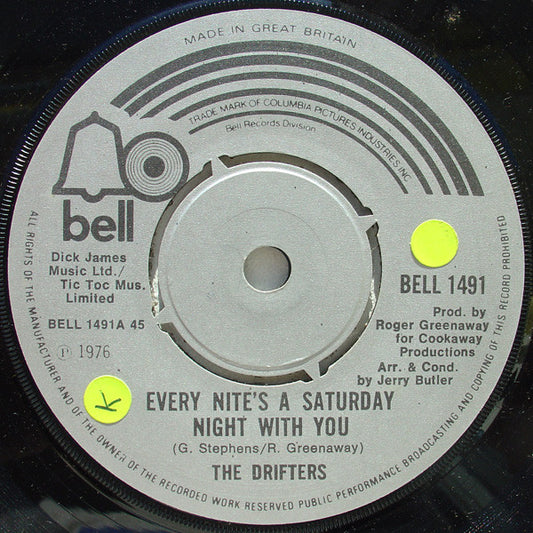 MADE IN GREAT BRITAIN
TRADE MARK OF COLUMBIA PICTURES INDUSTRIES, INC.
Bell Records Division
bell
Dick James
Music Ltd./
Tic Toc Mus.
Limited
BELL 1491
BELL 1491A 45
Ⓟ 1976
Prod. by
Roger Greenaway
for Cookaway
Productions
Arr. & Cond.
by Jerry Butler
K
EVERY NITE'S A SATURDAY
NIGHT WITH YOU
(G. Stephens/R. Greenaway)
THE DRIFTERS
ALL RIGHTS OF THE MANUFACTURER AND OF THE OWNER OF THE RECORDED WORK RESERVED PUBLIC PERFORMANCE BROADCASTING AND COPYING OF THIS RECORD PROHIBITED